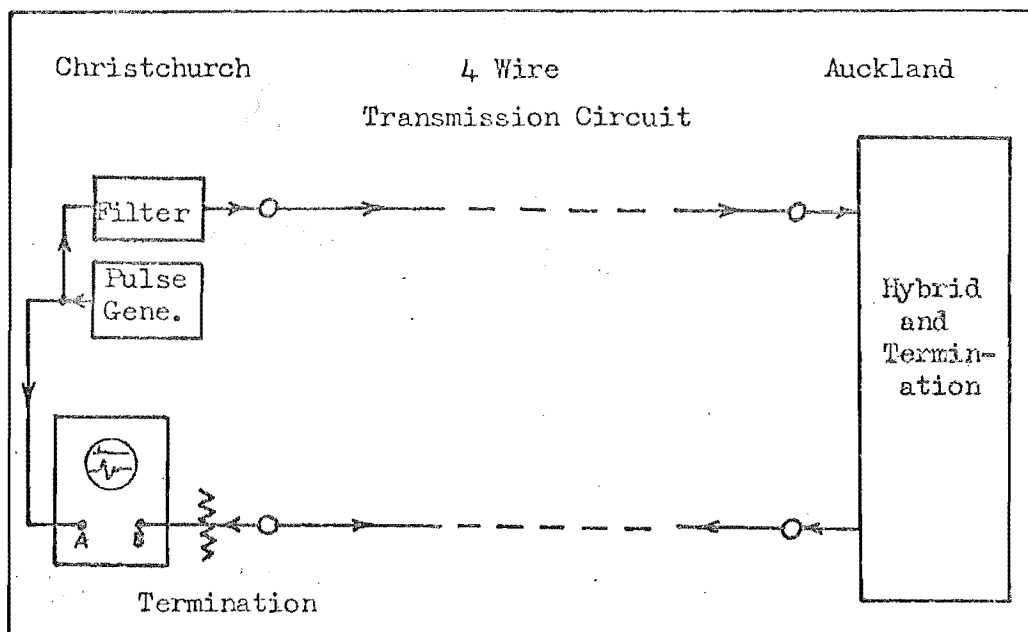 Christchurch
4 Wire
Auckland
Transmission Circuit
Filter
Pulse
Gene.
Hybrid
and
Termin-
ation
A
B
Termination